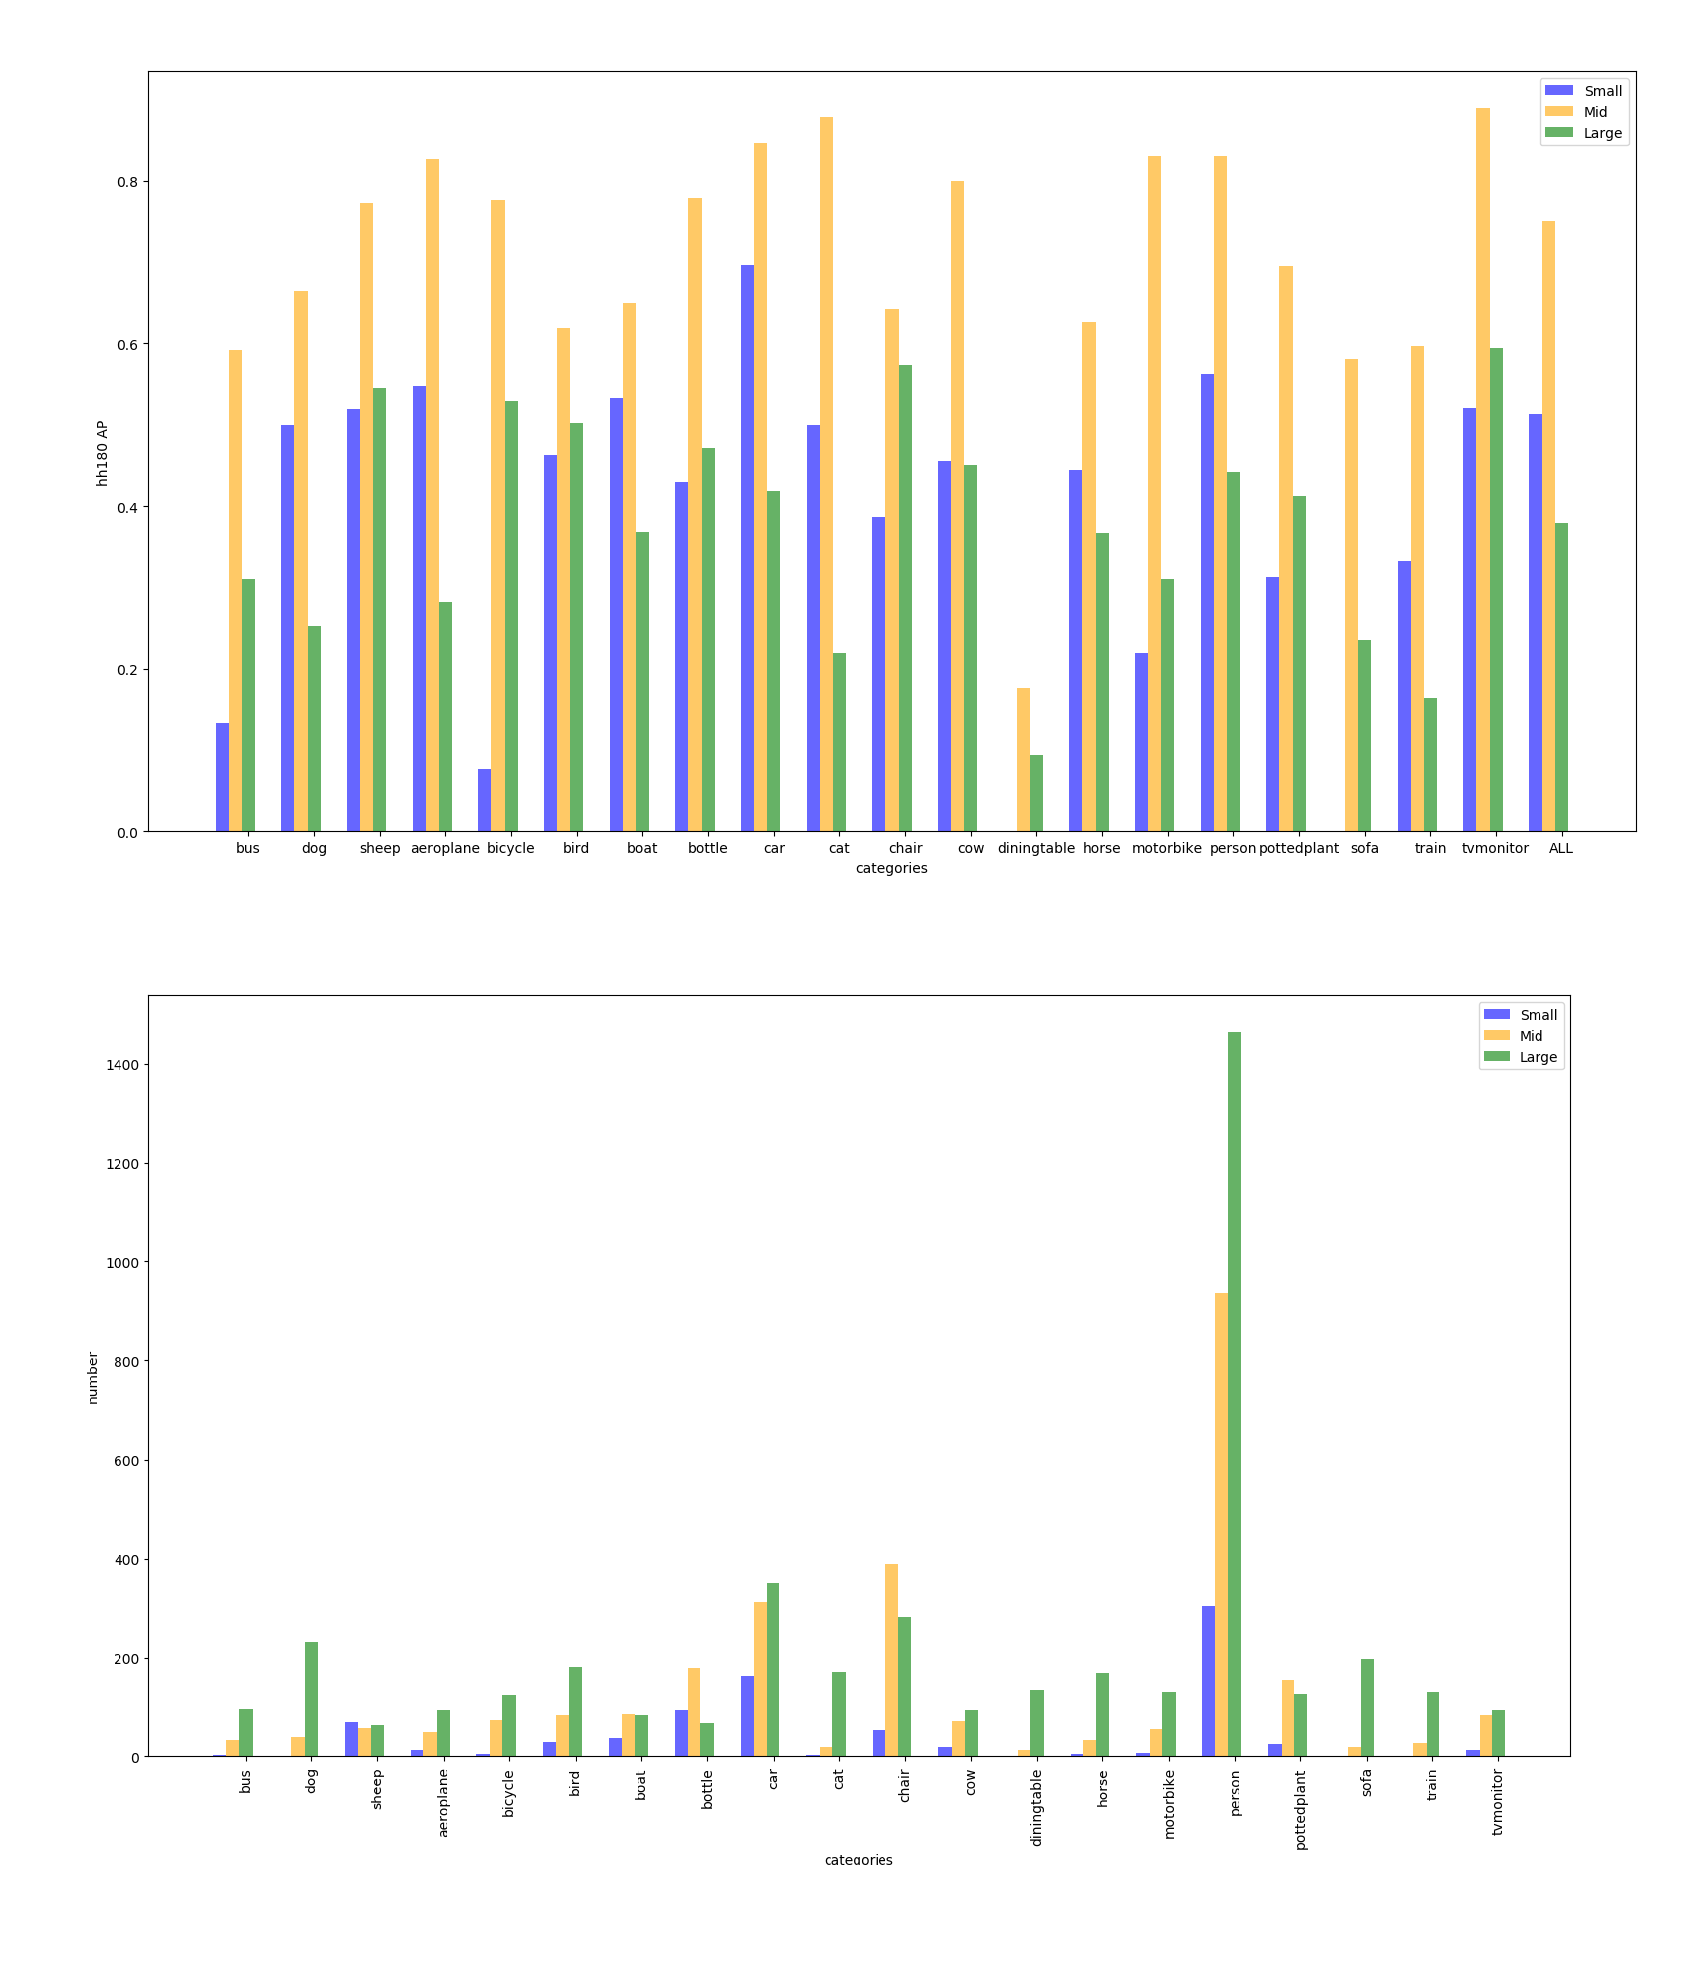 Small
Mid
Large
0.8
0.6
0.4
0.2
0.0
hh180 AP
bus dog sheep aeroplane bicycle bird boat bottle car cat chair cow diningtable horse motorbike person pottedplant sofa train tvmonitor ALL
categories
Small
Mid
Large
1400
1200
1000
800
600
400
200
0
number
bus
dog
sheep
aeroplane
bicycle
bird
boat
bottle
car
cat
chair
cow
diningtable
horse
motorbike
person
pottedplant
sofa
train
tvmonitor
categories